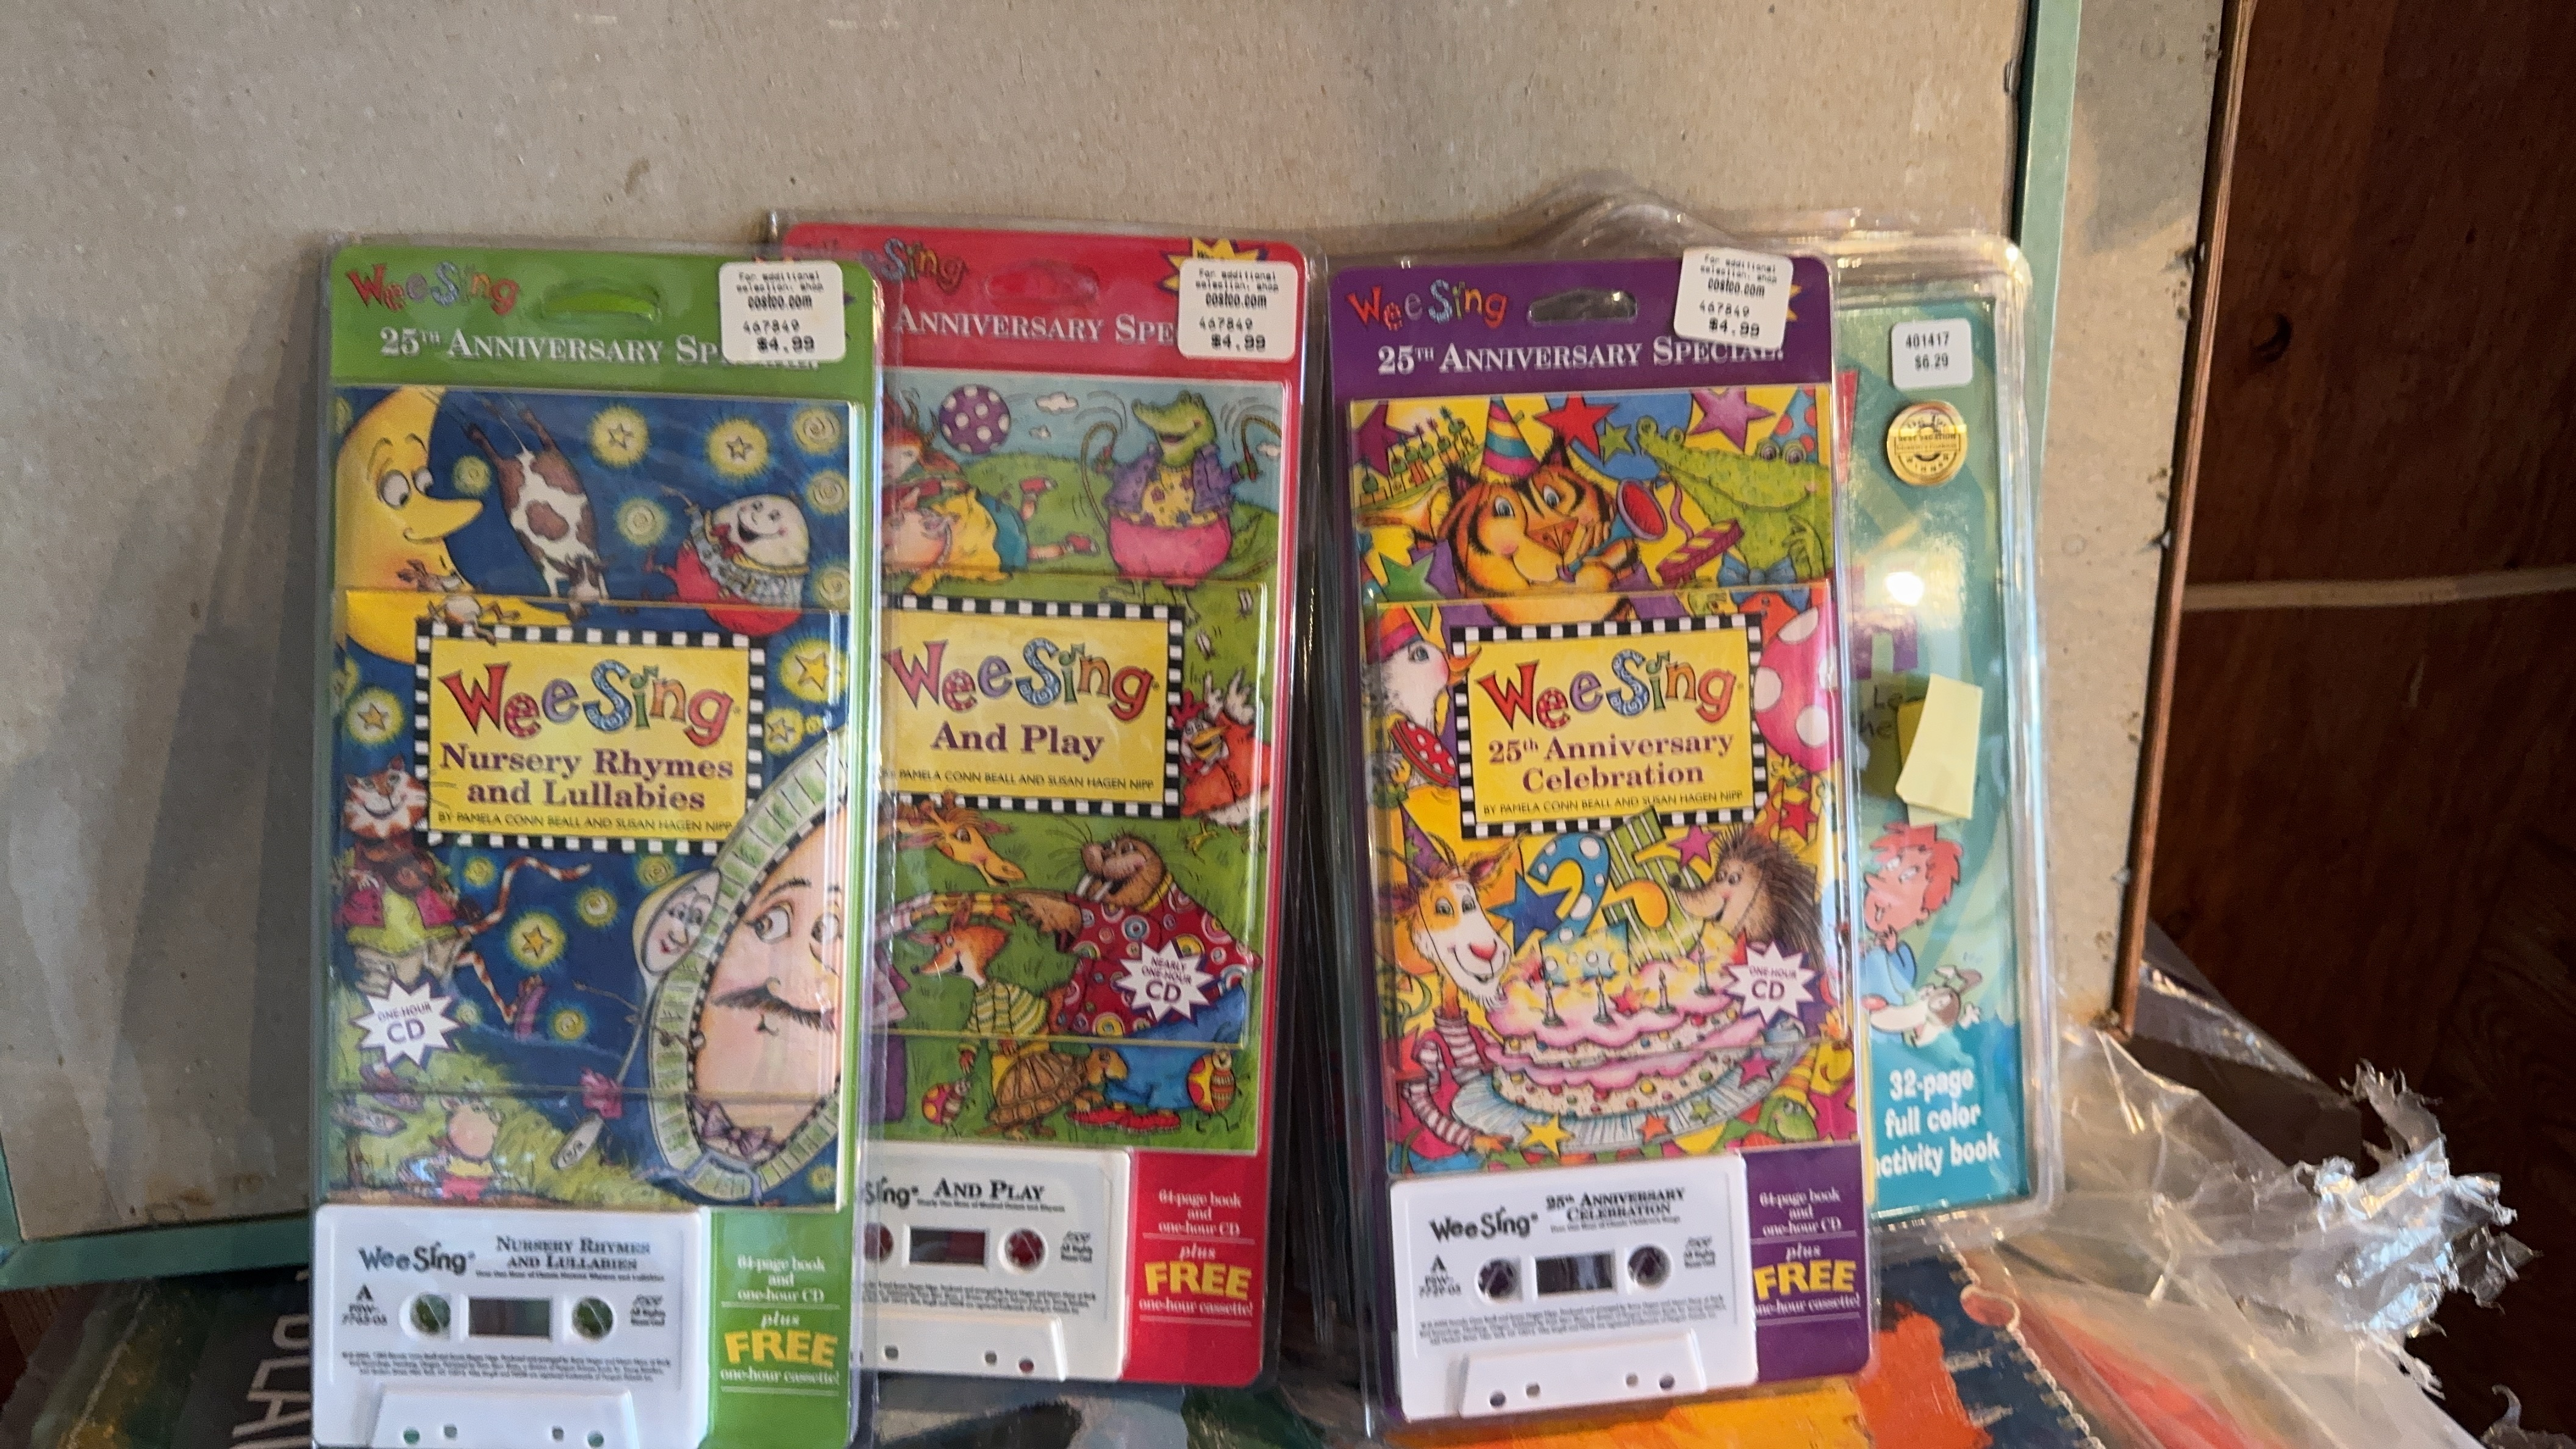 Wee Sing
For additional
selection, shop
costco.com
467849
$4.99
25TH ANNIVERSARY
Wee Sing
Nursery Rhymes
and Lullabies
BY PAMELA CONN BEALL AND SUSAN HAGEN NIPP
ONE-HOUR
CD
Wee Sing®
NURSERY RHYMES
AND LULLABIES
A
64-page book
and
one-hour CD
plus
FREE
one-hour cassette!
Sing
For additional
selection, shop
costco.com
467849
$4.99
ANNIVERSARY
Wee Sing®
And Play
BY PAMELA CONN BEALL AND SUSAN HAGEN NIPP
NEARLY
ONE-HOUR
CD
Sing® AND PLAY
64-page book
and
one-hour CD
plus
FREE
one-hour cassette!
Wee Sing
For additional
selection, shop
costco.com
467849
$4.99
25TH ANNIVERSARY SPECIAL!
Wee Sing®
25th Anniversary
Celebration
BY PAMELA CONN BEALL AND SUSAN HAGEN NIPP
25
ONE-HOUR
CD
Wee Sing®
25th ANNIVERSARY
CELEBRATION
A
64-page book
and
one-hour CD
plus
FREE
one-hour cassette!
401417
$6.29
32-page
full color
activity book